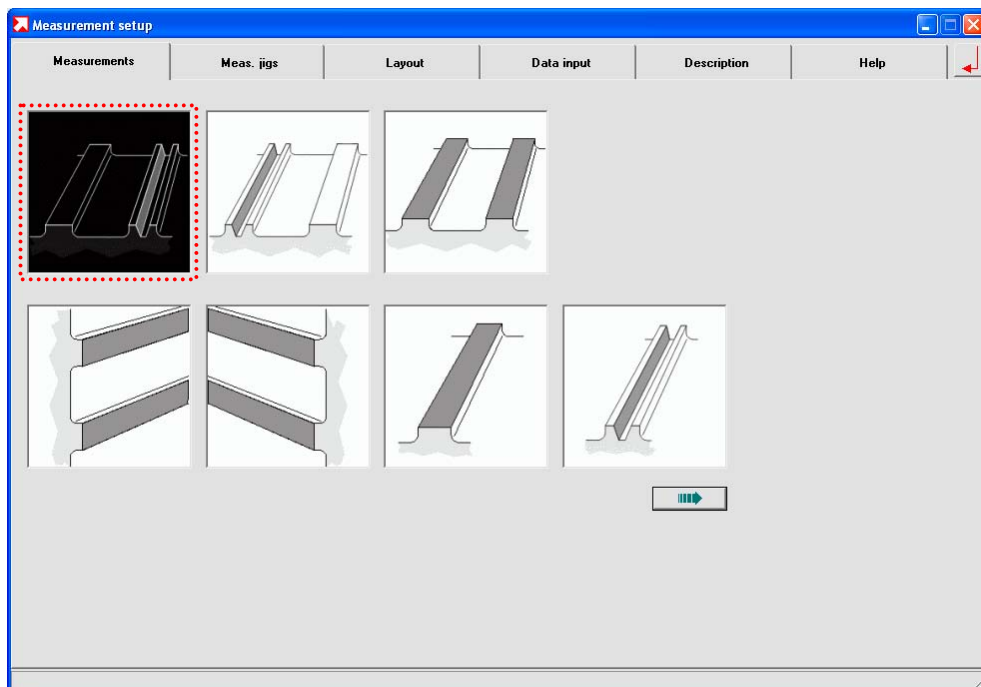 Measurement setup
Measurements Meas. jigs Layout Data input Description Help